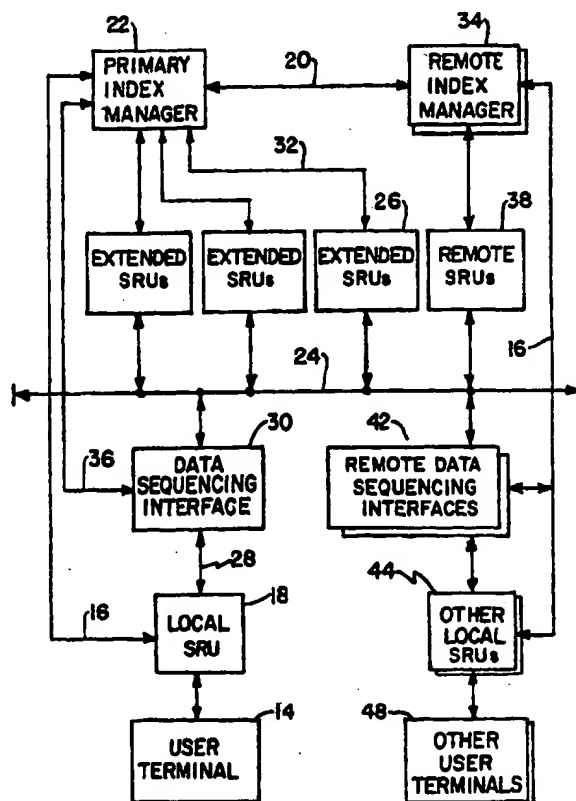 22
34
PRIMARY
INDEX
MANAGER
20
REMOTE
INDEX
MANAGER
32
26
38
EXTENDED
SRUs
EXTENDED
SRUs
EXTENDED
SRUs
REMOTE
SRUs
24
16
30
42
36
DATA
SEQUENCING
INTERFACE
REMOTE DATA
SEQUENCING
INTERFACES
28
18
44
16
LOCAL
SRU
OTHER
LOCAL
SRUs
14
48
USER
TERMINAL
OTHER
USER
TERMINALS